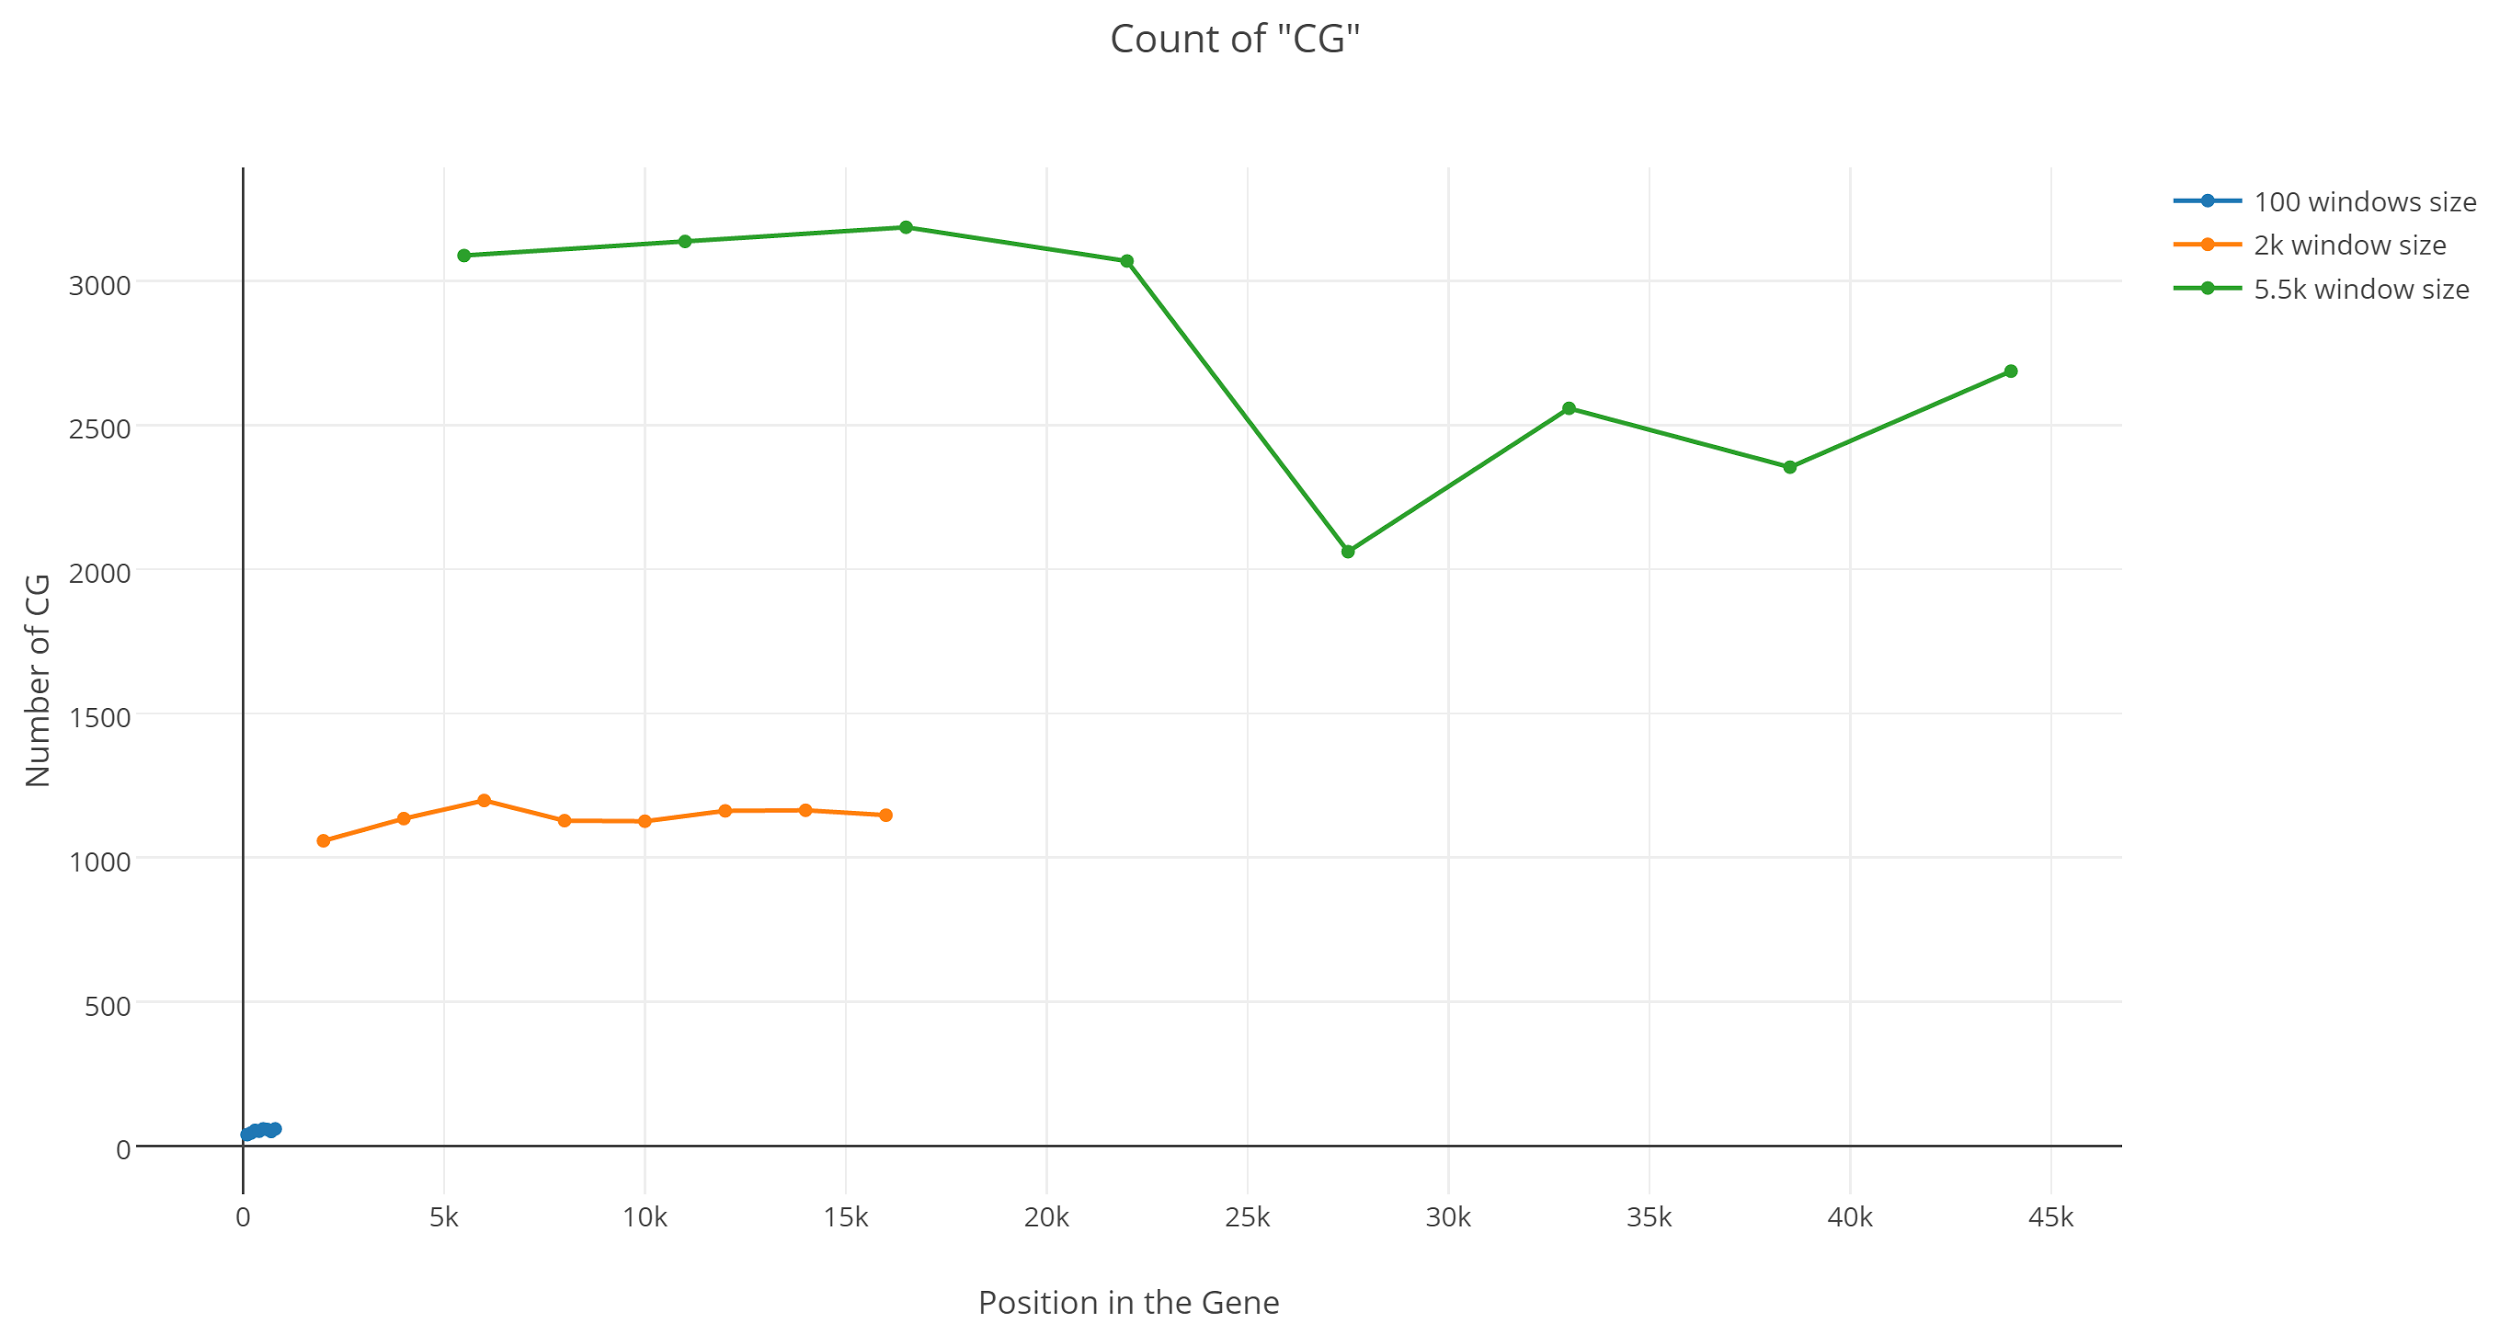 Count of "CG"
100 windows size
2k window size
5.5k window size
Number of CG
3000
2500
2000
1500
1000
500
0
0 5k 10k 15k 20k 25k 30k 35k 40k 45k
Position in the Gene